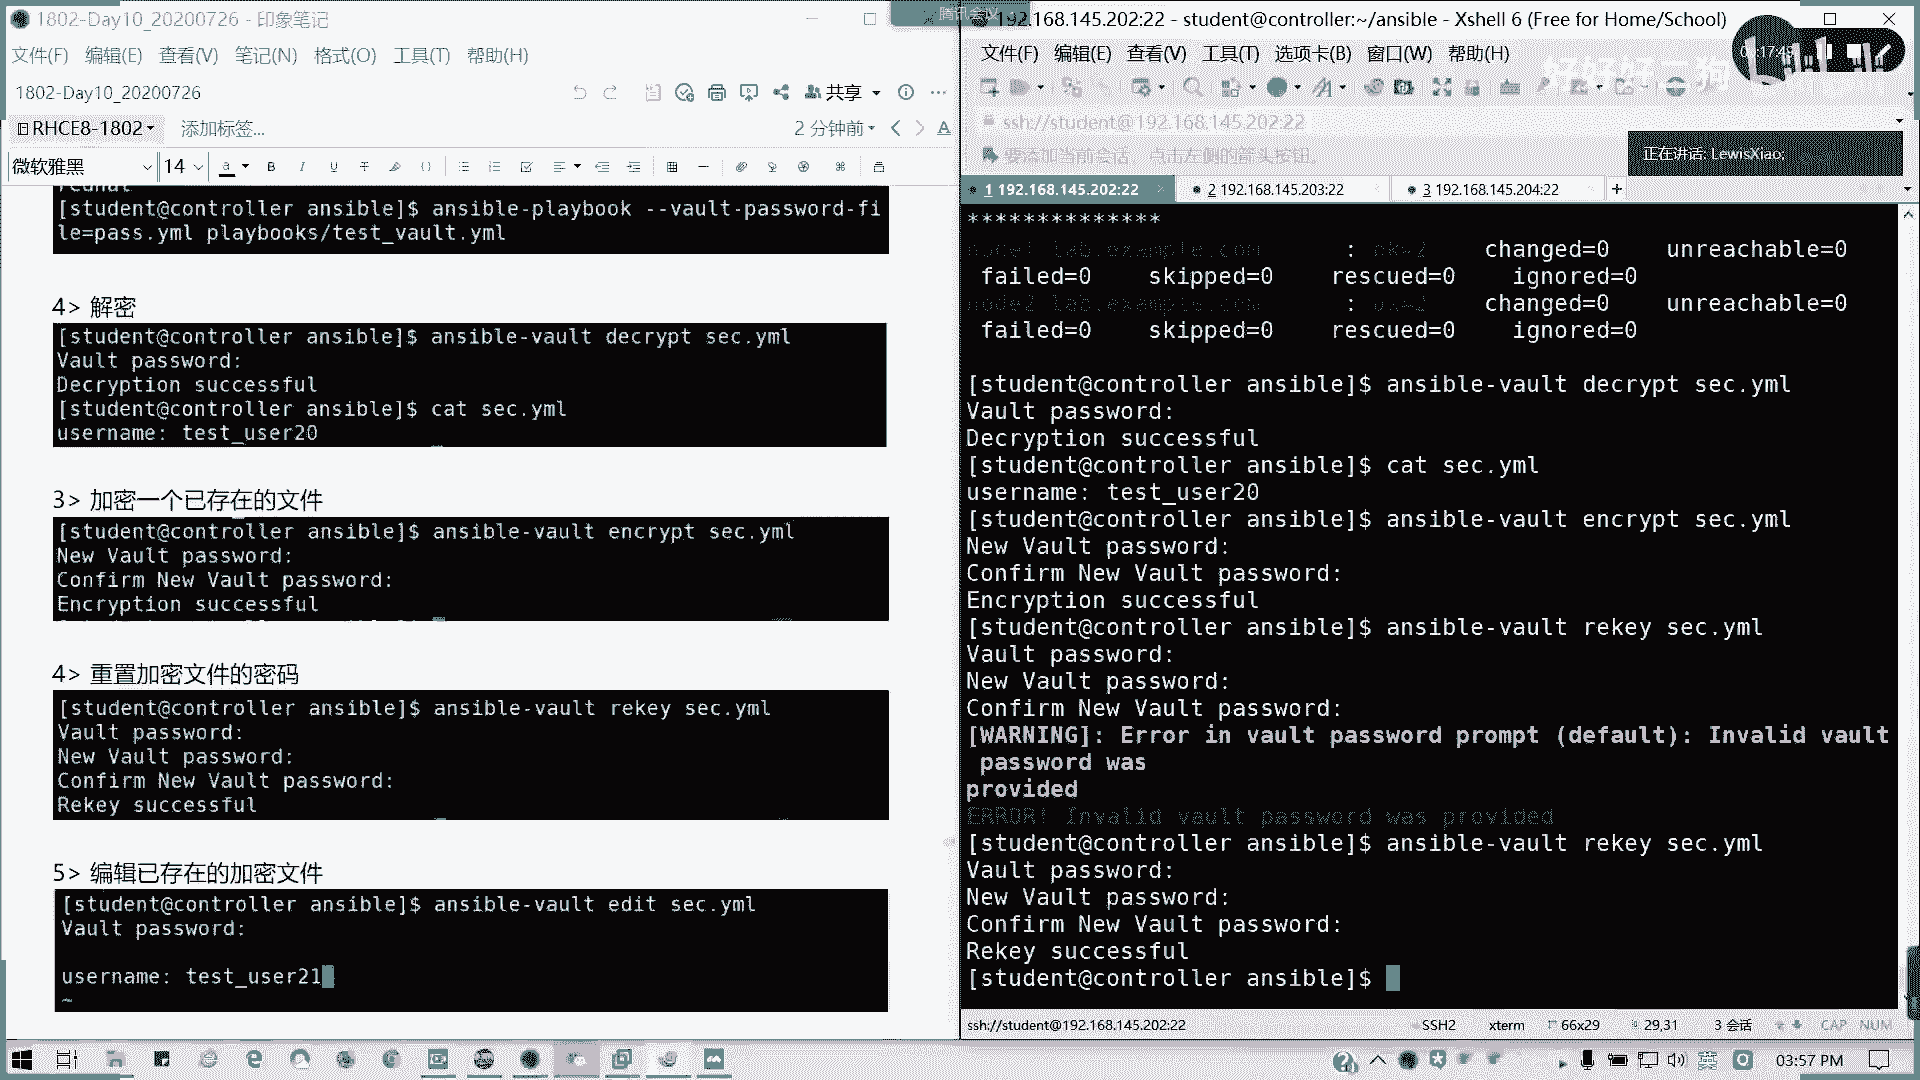 1802-Day10_20200726 - 印象笔记
文件(F) 编辑(E) 查看(V) 笔记(N) 格式(O) 工具(T) 帮助(H)
1802-Day10_20200726
共享
RHCE8-1802
添加标签...
2 分钟前
微软雅黑
14
[student@controller ansible]$ ansible-playbook --vault-password-fi
le=pass.yml playbooks/test_vault.yml
4> 解密
[student@controller ansible]$ ansible-vault decrypt sec.yml
Vault password:
Decryption successful
[student@controller ansible]$ cat sec.yml
username: test_user20
3> 加密一个已存在的文件
[student@controller ansible]$ ansible-vault encrypt sec.yml
New Vault password:
Confirm New Vault password:
Encryption successful
4> 重置加密文件的密码
[student@controller ansible]$ ansible-vault rekey sec.yml
Vault password:
New Vault password:
Confirm New Vault password:
Rekey successful
5> 编辑已存在的加密文件
[student@controller ansible]$ ansible-vault edit sec.yml
Vault password:
username: test_user21
~
腾讯会议
192.168.145.202:22 - student@controller:~/ansible - Xshell 6 (Free for Home/School)
文件(F) 编辑(E) 查看(V) 工具(T) 选项卡(B) 窗口(W) 帮助(H)
ssh://student@192.168.145.202:22
要添加当前会话，点击左侧的箭头按钮。
正在讲话: LewisXiao;
1 192.168.145.202:22
2 192.168.145.203:22
3 192.168.145.204:22
**************
node1.lab.example.com : ok=2 changed=0 unreachable=0
failed=0 skipped=0 rescued=0 ignored=0
node2.lab.example.com : ok=2 changed=0 unreachable=0
failed=0 skipped=0 rescued=0 ignored=0
[student@controller ansible]$ ansible-vault decrypt sec.yml
Vault password:
Decryption successful
[student@controller ansible]$ cat sec.yml
username: test_user20
[student@controller ansible]$ ansible-vault encrypt sec.yml
New Vault password:
Confirm New Vault password:
Encryption successful
[student@controller ansible]$ ansible-vault rekey sec.yml
Vault password:
New Vault password:
Confirm New Vault password:
[WARNING]: Error in vault password prompt (default): Invalid vault
password was
provided
ERROR! Invalid vault password was provided
[student@controller ansible]$ ansible-vault rekey sec.yml
Vault password:
New Vault password:
Confirm New Vault password:
Rekey successful
[student@controller ansible]$
ssh://student@192.168.145.202:22
SSH2
xterm
66x29
29,31
3 会话
CAP NUM
英
03:57 PM